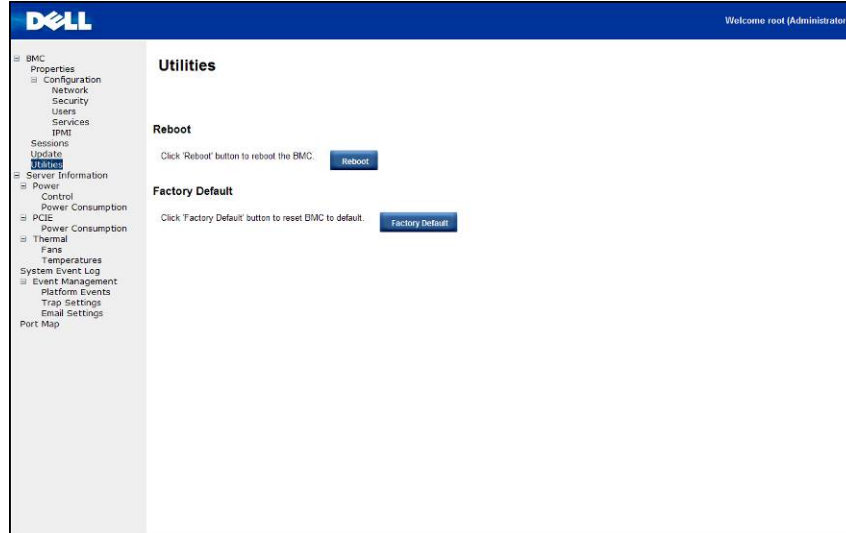 DELL
Welcome root (Administrator
BMC
Properties
Configuration
Network
Security
Users
Services
IPMI
Sessions
Update
Utilities
Server Information
Power
Control
Power Consumption
PCIE
Power Consumption
Thermal
Fans
Temperatures
System Event Log
Event Management
Platform Events
Trap Settings
Email Settings
Port Map
Utilities
Reboot
Click 'Reboot' button to reboot the BMC.
Reboot
Factory Default
Click 'Factory Default' button to reset BMC to default.
Factory Default